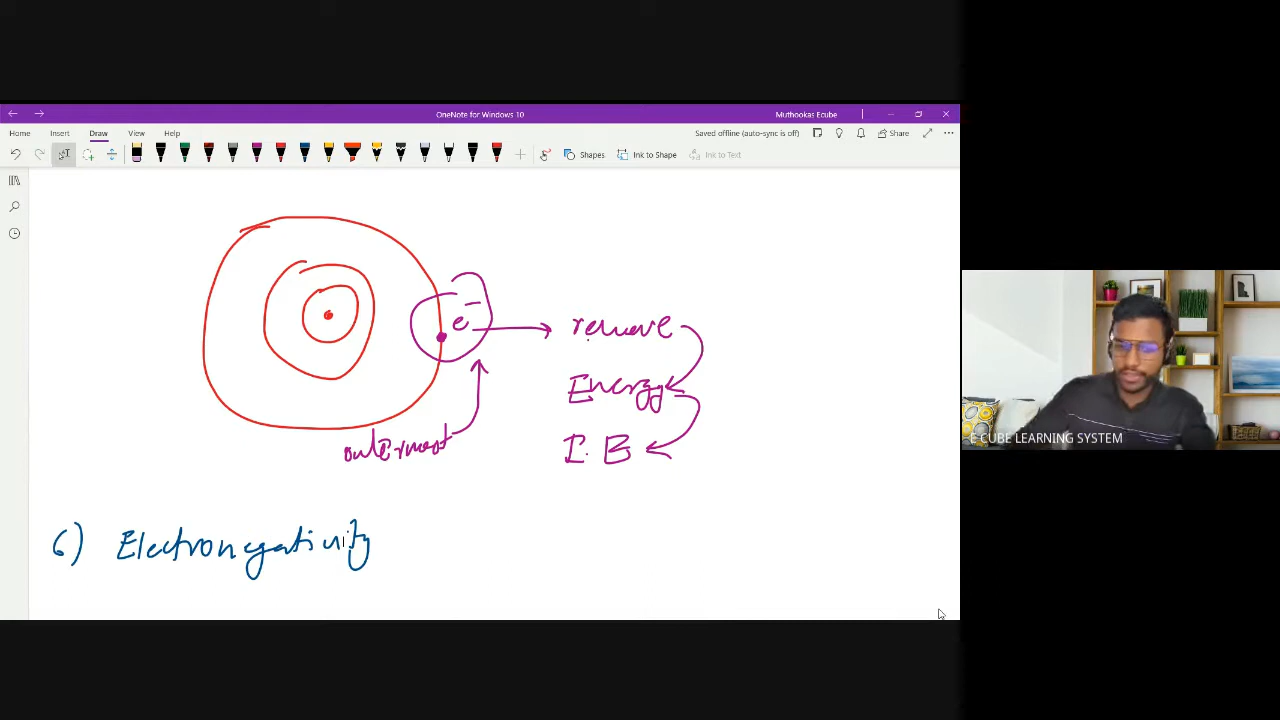 OneNote for Windows 10
Muthookas Ecube
Home Insert Draw View Help
Saved offline (auto-sync is off)
Share
Shapes
Ink to Shape
Ink to Text
e-
remove
Energy
I. E
outermost
E CUBE LEARNING SYSTEM
6) Electronegativity